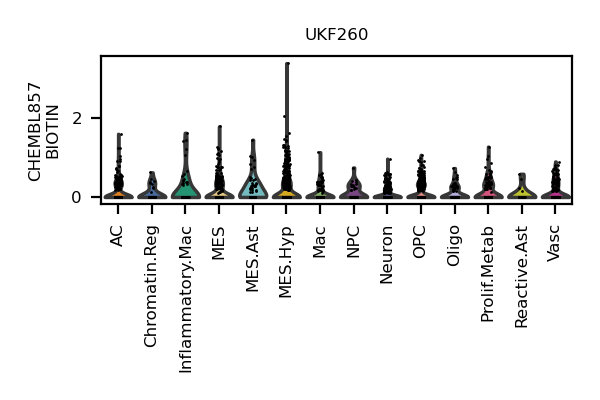 UKF260
CHEMBL857
BIOTIN
2
0
AC
Chromatin.Reg
Inflammatory.Mac
MES
MES.Ast
MES.Hyp
Mac
NPC
Neuron
OPC
Oligo
Prolif.Metab
Reactive.Ast
Vasc